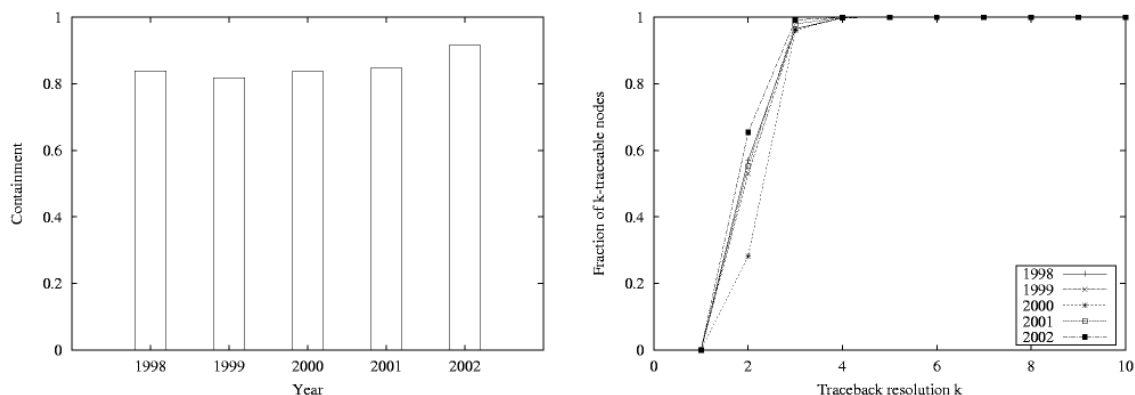 1
0.8
0.6
0.4
0.2
0
Containment
1998 1999 2000 2001 2002
Year
1
0.8
0.6
0.4
0.2
0
Fraction of k-traceable nodes
1998
1999
2000
2001
2002
0 2 4 6 8 10
Traceback resolution k